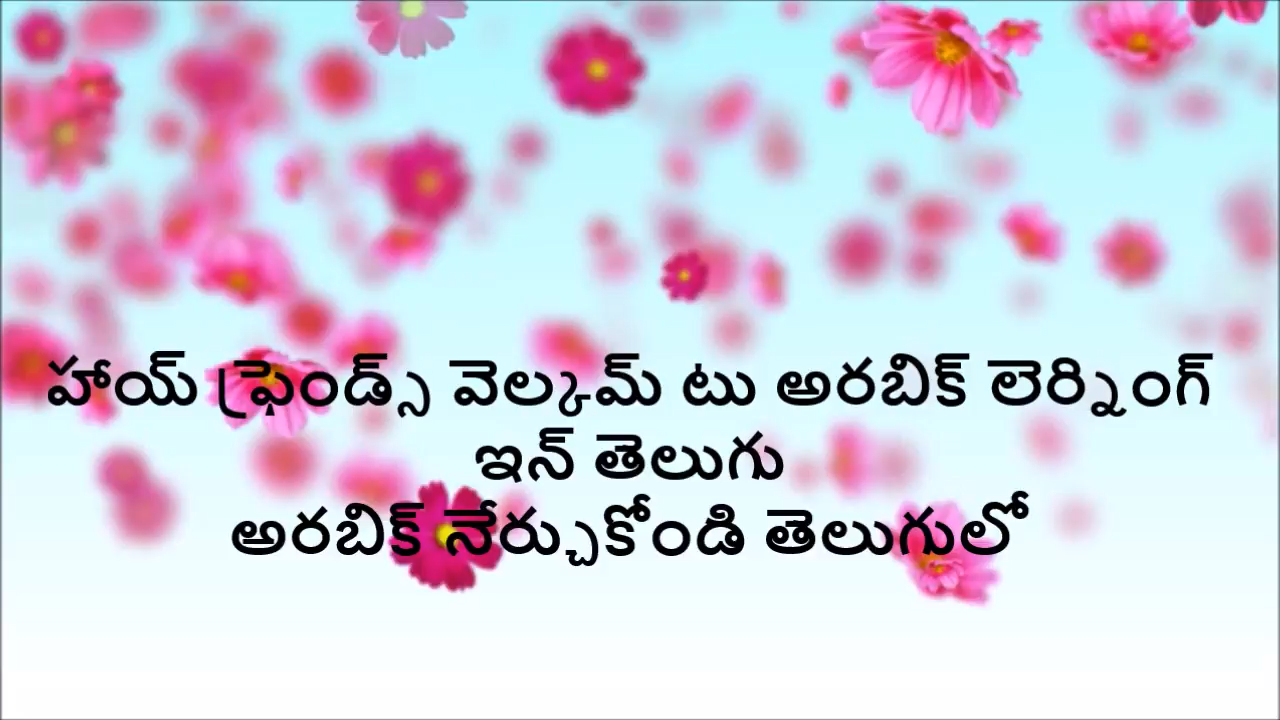 హాయ్ ఫ్రెండ్స్ వెల్కమ్ టు అరబిక్ లెర్నింగ్
ఇన్ తెలుగు
అరబిక్ నేర్చుకోండి తెలుగులో